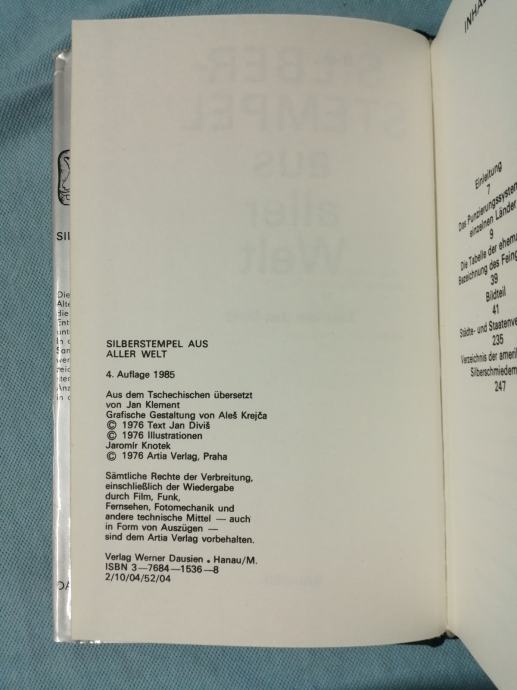 SILBERSTEMPEL AUS
ALLER WELT
4. Auflage 1985
Aus dem Tschechischen übersetzt
von Jan Klement
Grafische Gestaltung von Aleš Krejča
© 1976 Text Jan Diviš
© 1976 Illustrationen
Jaromír Knotek
© 1976 Artia Verlag, Praha
Sämtliche Rechte der Verbreitung,
einschließlich der Wiedergabe
durch Film, Funk,
Fernsehen, Fotomechanik und
andere technische Mittel — auch
in Form von Auszügen —
sind dem Artia Verlag vorbehalten.
Verlag Werner Dausien . Hanau/M.
ISBN 3—7684—1536—8
2/10/04/52/04
Einleitung
7
Das Punzierungssystem
einzelnen Länder
9
Die Tabelle der ehema
Bezeichnung des Feing
39
Bildteil
41
Städte- und Staatenve
235
Verzeichnis der amerik
Silberschmiedem
247